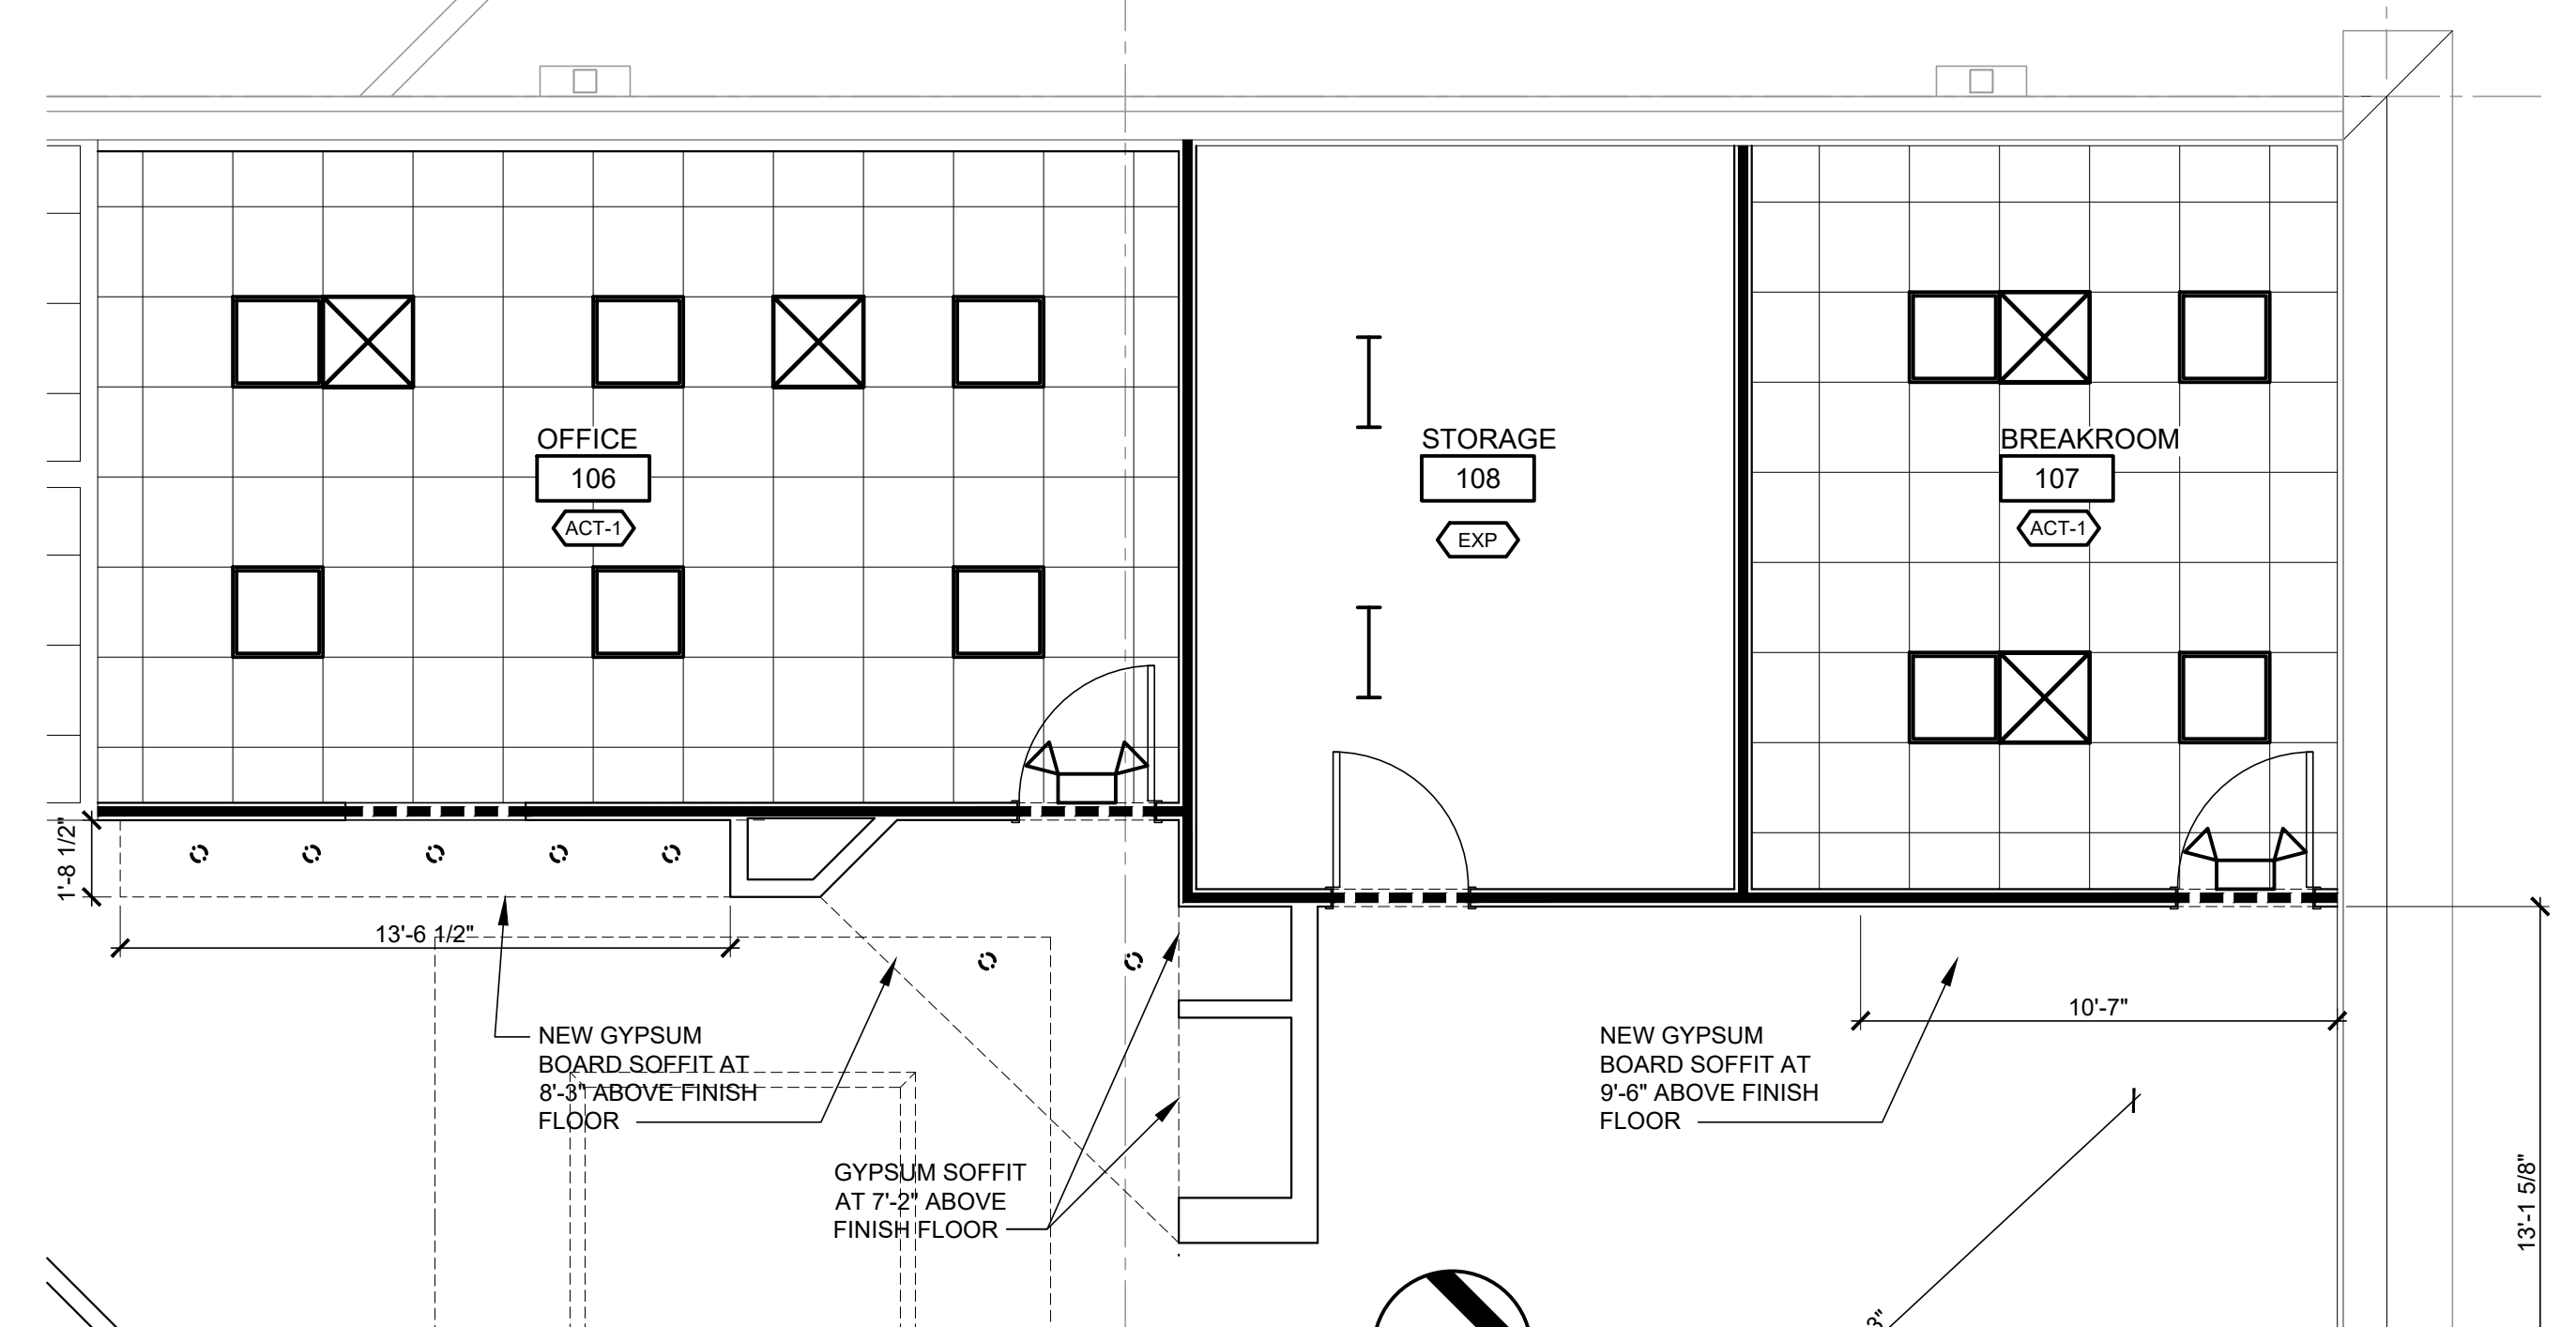 OFFICE
106
ACT-1
STORAGE
108
EXP
BREAKROOM
107
ACT-1
1'-8 1/2"
13'-6 1/2"
NEW GYPSUM
BOARD SOFFIT AT
8'-3" ABOVE FINISH
FLOOR
GYPSUM SOFFIT
AT 7'-2" ABOVE
FINISH FLOOR
NEW GYPSUM
BOARD SOFFIT AT
9'-6" ABOVE FINISH
FLOOR
10'-7"
13'-1 5/8"